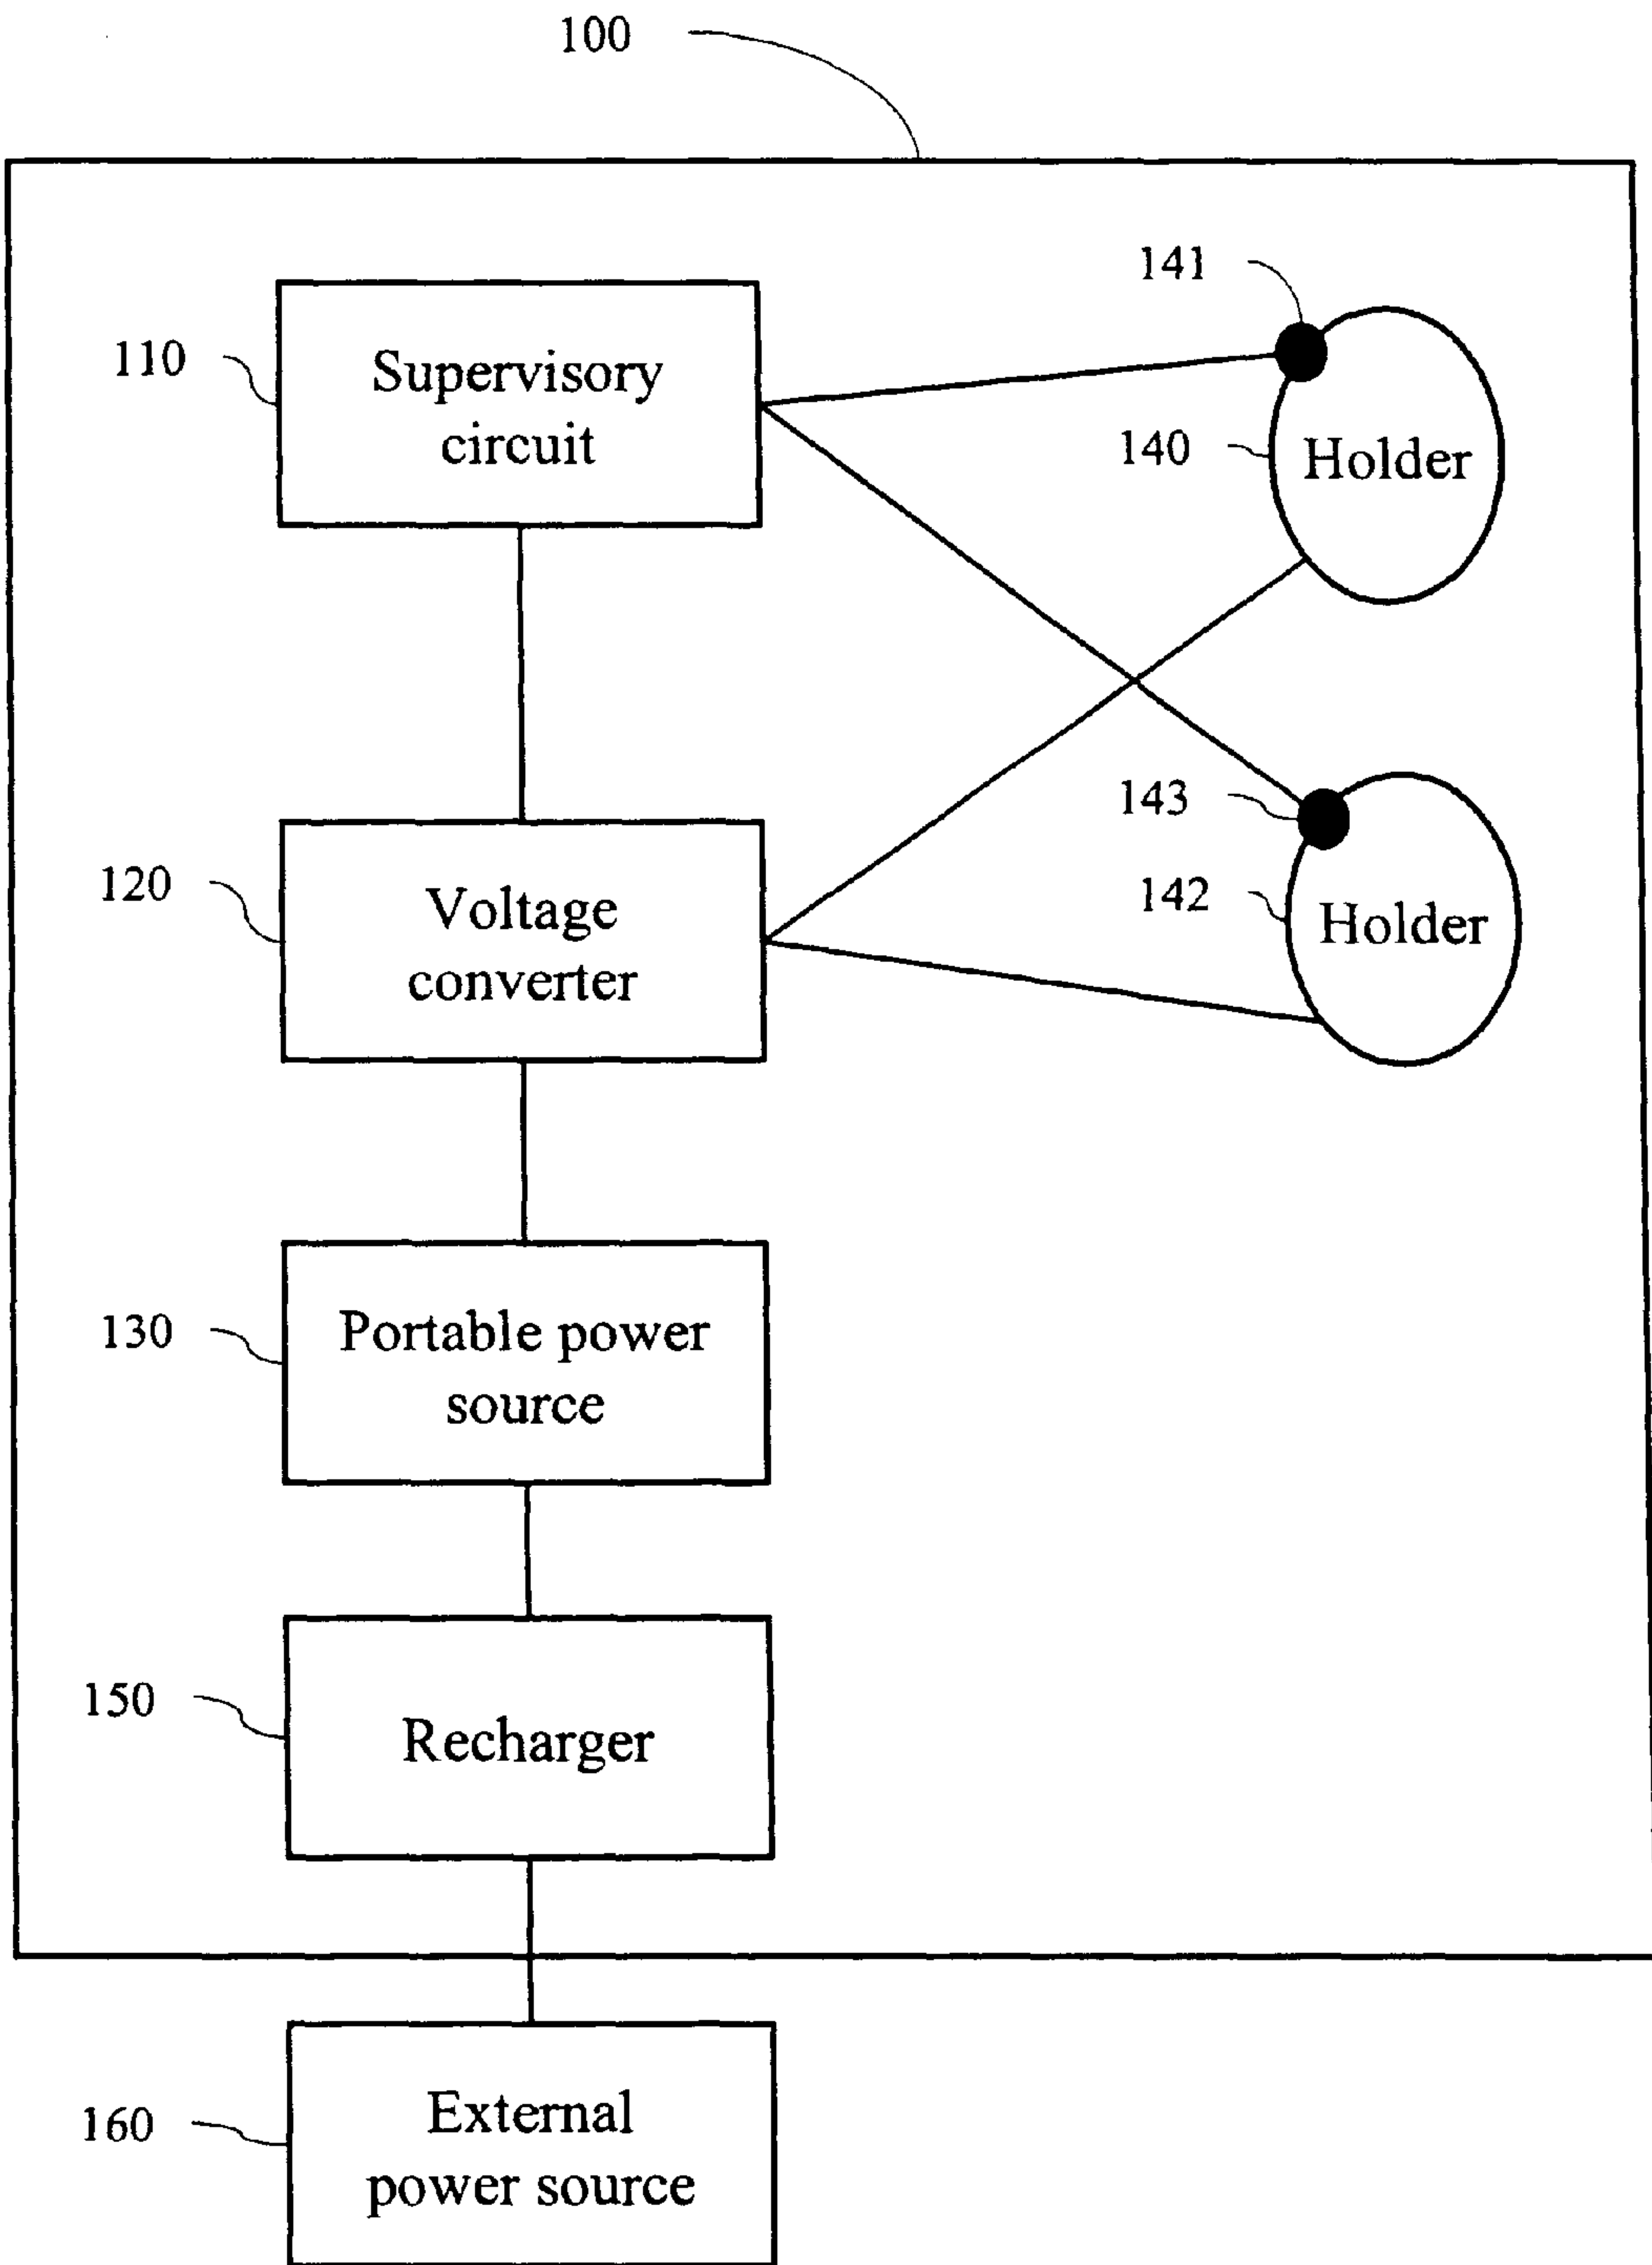 100
141
110
Supervisory
circuit
140
Holder
143
120
Voltage
converter
142
Holder
130
Portable power
source
150
Recharger
160
External
power source